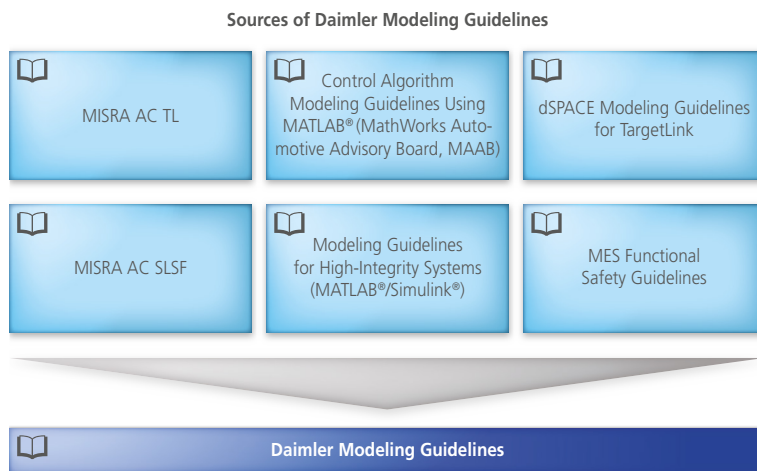 Sources of Daimler Modeling Guidelines
MISRA AC TL
Control Algorithm
Modeling Guidelines Using
MATLAB® (MathWorks Auto-
motive Advisory Board, MAAB)
dSPACE Modeling Guidelines
for TargetLink
MISRA AC SLSF
Modeling Guidelines
for High-Integrity Systems
(MATLAB®/Simulink®)
MES Functional
Safety Guidelines
Daimler Modeling Guidelines